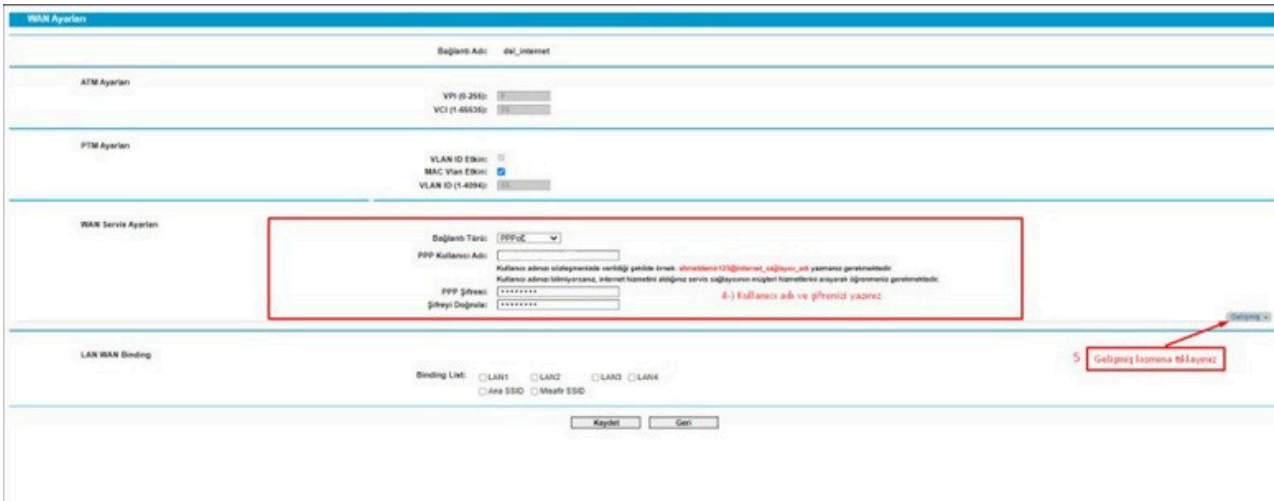 WAN Ayarları
Bağlantı Adı: dsl_internet
ATM Ayarları
VPI (0-255):
VCI (1-65535):
PTM Ayarları
VLAN ID Etkin:
MAC Vlan Etkin:
VLAN ID (1-4094):
WAN Servis Ayarları
Bağlantı Türü: PPPoE
PPP Kullanıcı Adı:
Kullanıcı adınızı sözleşmenizde verildiği şekilde örnek: ahmetdemir123@internet_sağlayıcı_adı yazmanız gerekmektedir.
Kullanıcı adınızı bilmiyorsanız, internet hizmetini aldığınız servis sağlayıcının müşteri hizmetlerini arayarak öğrenmeniz gerekmektedir.
PPP Şifresi: ••••••••
4-) Kullanıcı adı ve şifrenizi yazınız
Şifreyi Doğrula: ••••••••
Gelişmiş
LAN WAN Binding
5 Gelişmiş kısmına tıklayınız
Binding List: LAN1 LAN2 LAN3 LAN4
Ana SSID Misafir SSID
Kaydet Geri